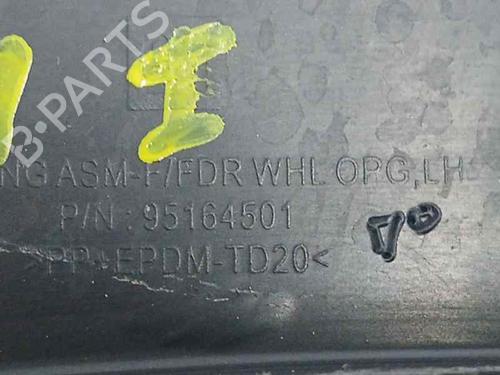 I
NG ASM-F/FDR WHL OPG,LH
P/N : 95164501
>PP+EPDM-TD20<
B-PARTS